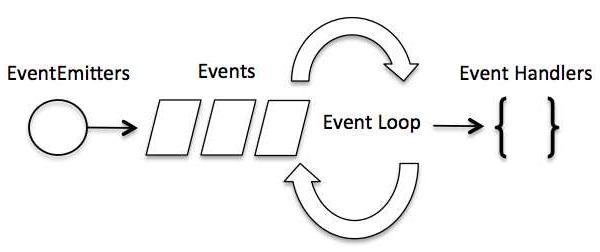 EventEmitters
Events
Event Handlers
Event Loop
{ }